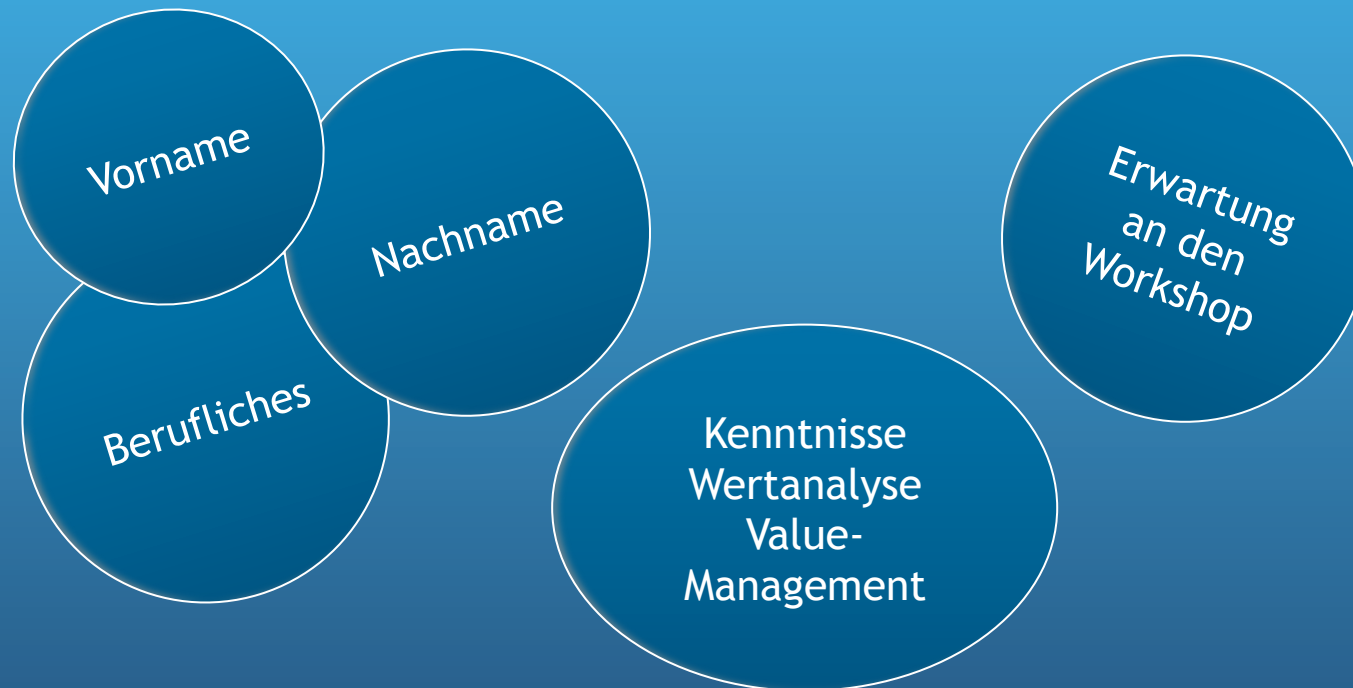 Vorname
Nachname
Berufliches
Kenntnisse
Wertanalyse
Value-
Management
Erwartung
an den
Workshop